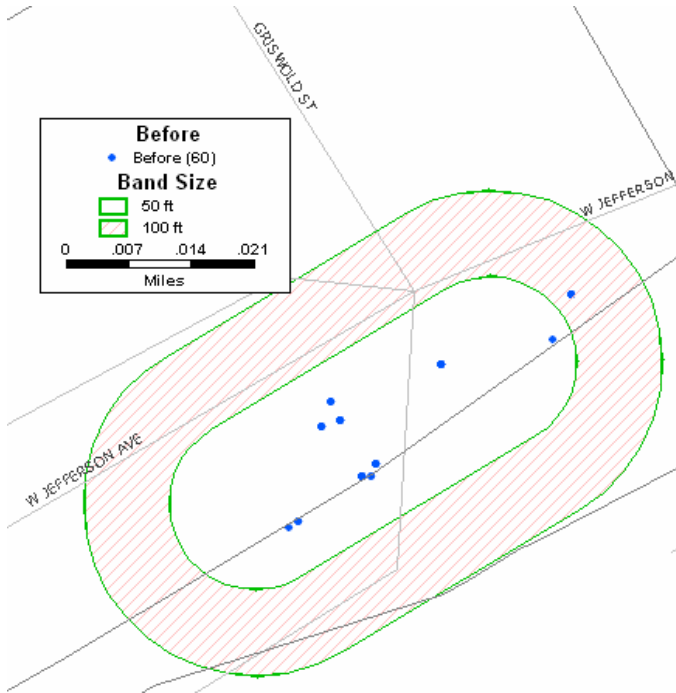 GRISWOLD ST
Before
Before (60)
Band Size
50 ft
100 ft
0 .007 .014 .021
Miles
W JEFFERSON
W JEFFERSON AVE